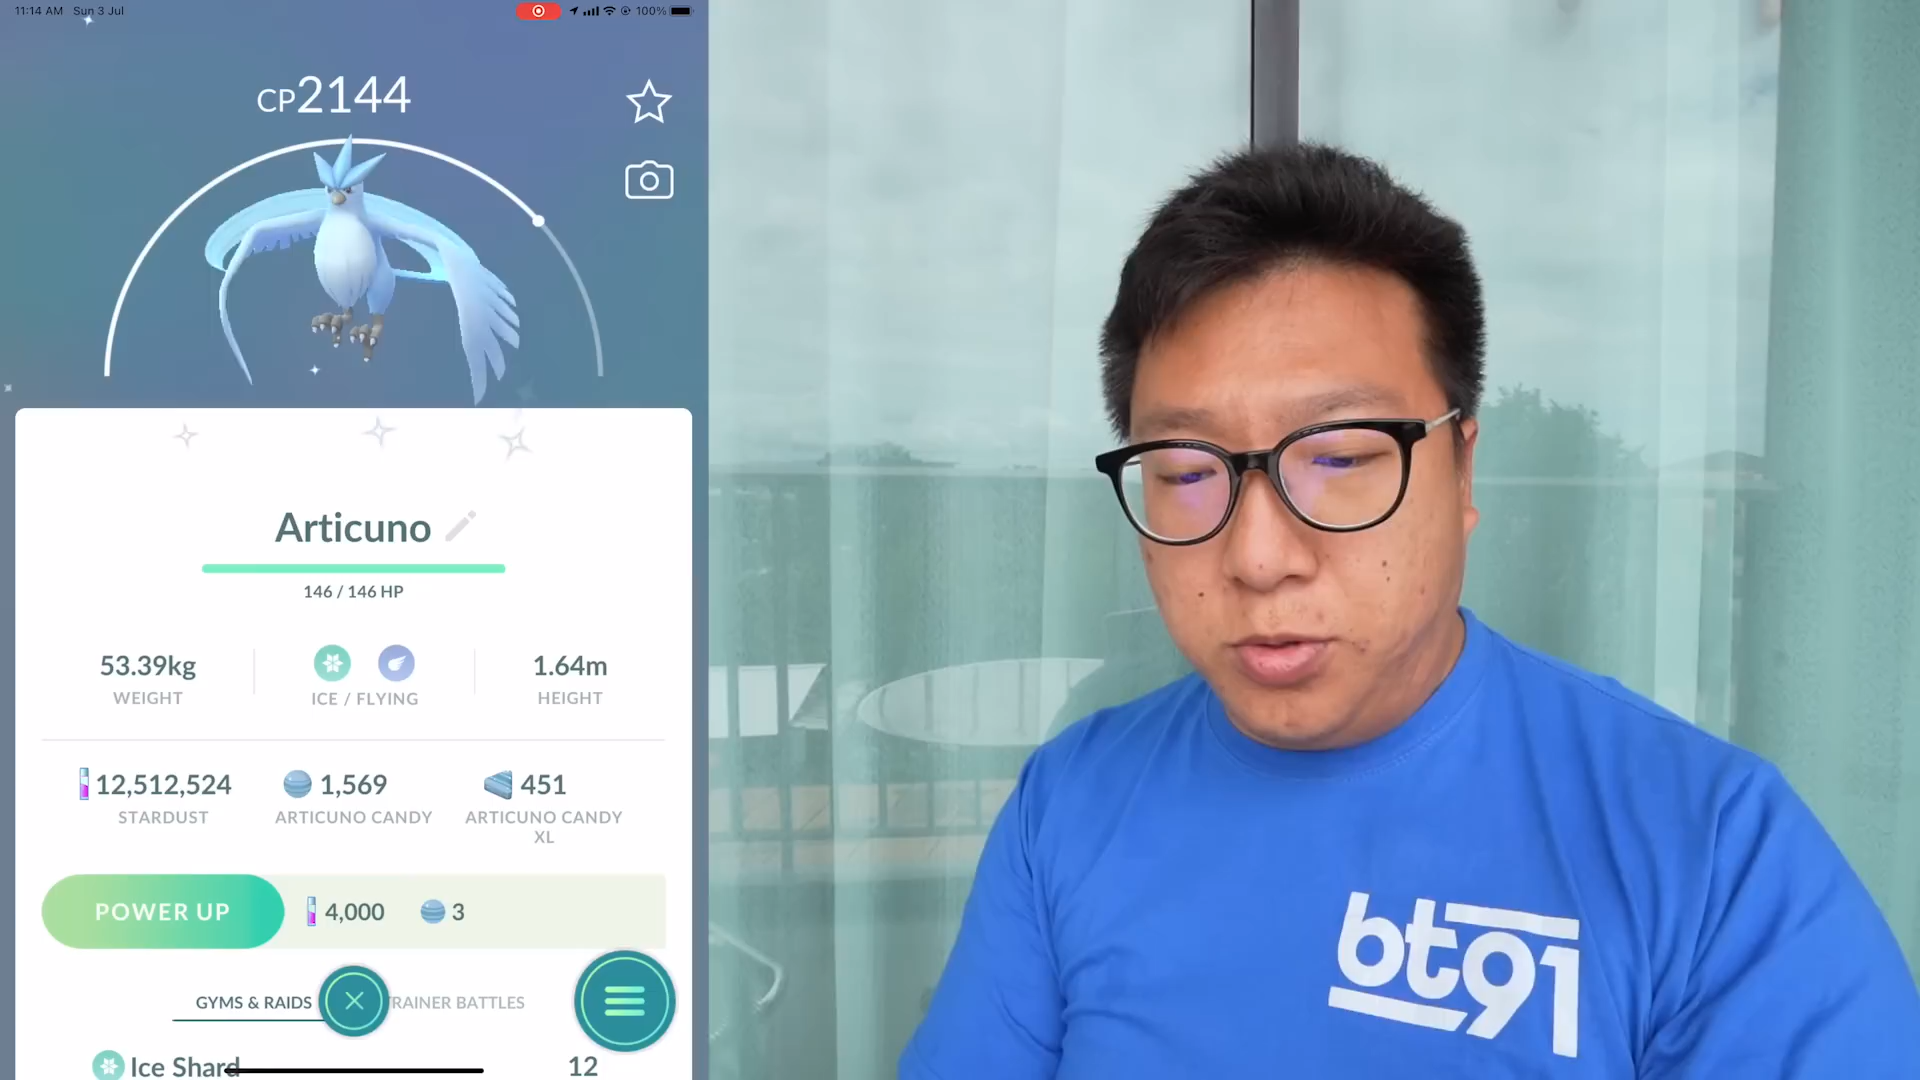 11:14 AM Sun 3 Jul
100%
CP2144
Articuno
146 / 146 HP
53.39kg
WEIGHT
ICE / FLYING
1.64m
HEIGHT
12,512,524
STARDUST
1,569
ARTICUNO CANDY
451
ARTICUNO CANDY
XL
POWER UP
4,000
3
GYMS & RAIDS
TRAINER BATTLES
Ice Shard
12
bt91